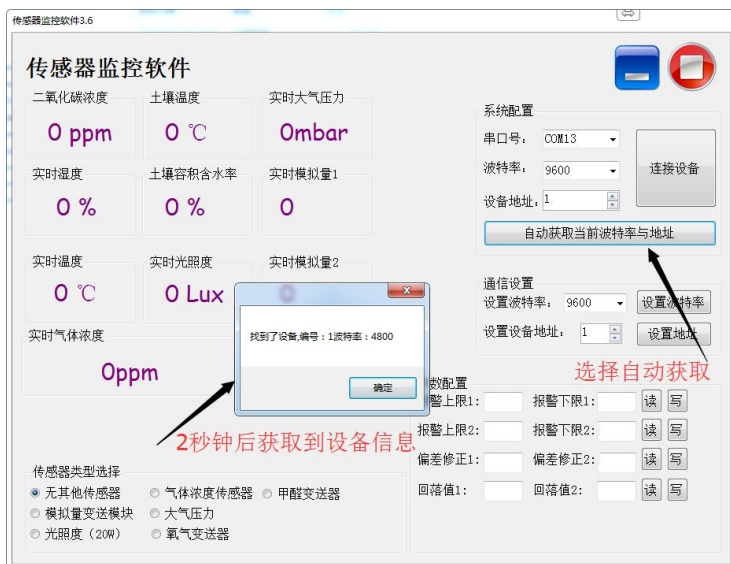 传感器监控软件3.6
传感器监控软件
二氧化碳浓度
0 ppm
土壤温度
0 ℃
实时大气压力
0mbar
实时湿度
0 %
土壤容积含水率
0 %
实时模拟量1
0
实时温度
0 ℃
实时光照度
0 Lux
实时模拟量2
0
实时气体浓度
0ppm
找到了设备,编号：1波特率：4800
确定
2秒钟后获取到设备信息
传感器类型选择
无其他传感器 气体浓度传感器 甲醛变送器
模拟量变送模块 大气压力
光照度（20W） 氧气变送器
系统配置
串口号： COM13
波特率： 9600
设备地址： 1
连接设备
自动获取当前波特率与地址
通信设置
设置波特率： 9600 设置波特率
设置设备地址： 1 设置地址
选择自动获取
数配置
警上限1: 报警下限1: 读 写
报警上限2: 报警下限2: 读 写
偏差修正1: 偏差修正2: 读 写
回落值1: 回落值2: 读 写